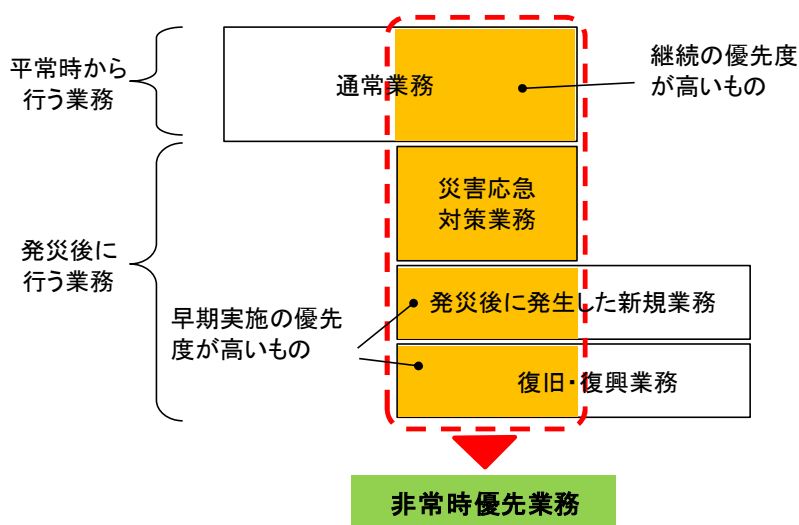 平常時から
行う業務
通常業務
継続の優先度
が高いもの
災害応急
対策業務
発災後に
行う業務
発災後に発生した新規業務
早期実施の優先
度が高いもの
復旧・復興業務
非常時優先業務